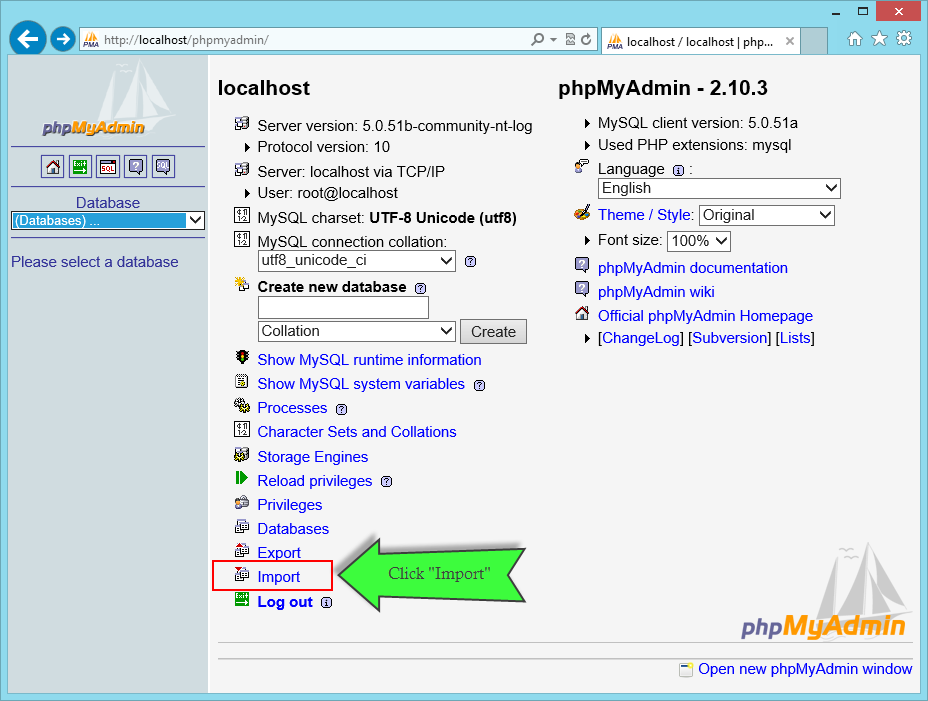 http://localhost/phpmyadmin/
localhost / localhost | php...
phpMyAdmin
Database
(Databases) ...
Please select a database
localhost
Server version: 5.0.51b-community-nt-log
Protocol version: 10
Server: localhost via TCP/IP
User: root@localhost
MySQL charset: UTF-8 Unicode (utf8)
MySQL connection collation:
utf8_unicode_ci
Create new database
Collation
Create
Show MySQL runtime information
Show MySQL system variables
Processes
Character Sets and Collations
Storage Engines
Reload privileges
Privileges
Databases
Export
Import
Click "Import"
Log out
phpMyAdmin - 2.10.3
MySQL client version: 5.0.51a
Used PHP extensions: mysql
Language :
English
Theme / Style: Original
Font size: 100%
phpMyAdmin documentation
phpMyAdmin wiki
Official phpMyAdmin Homepage
[ChangeLog] [Subversion] [Lists]
phpMyAdmin
Open new phpMyAdmin window